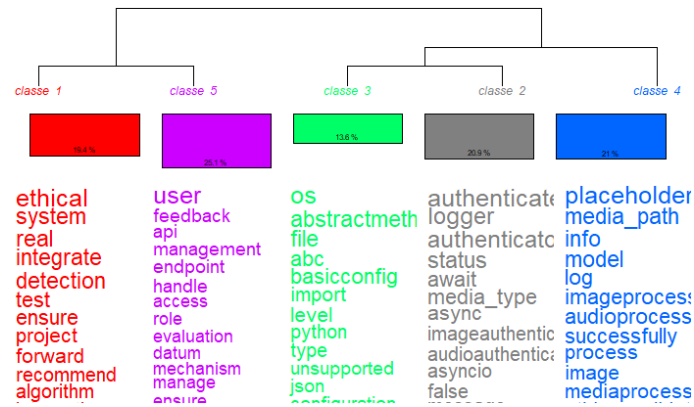 classe 1
classe 5
classe 3
classe 2
classe 4
25.1 %
13.6 %
20.9 %
21 %
ethical
system
real
integrate
detection
test
ensure
project
forward
recommend
algorithm
user
feedback
api
management
endpoint
handle
access
role
evaluation
datum
mechanism
manage
ensure
os
abstractmeth
file
abc
basicconfig
import
level
python
type
unsupported
json
configuration
authenticate
logger
authenticato
status
await
media_type
async
imageauthentic
audioauthentica
asyncio
false
message
placeholder
media_path
info
model
log
imageprocess
audioprocess
successfully
process
image
mediaprocess